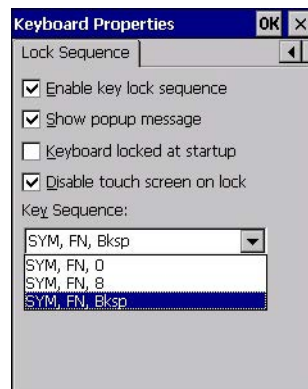 Keyboard Properties OK ×
Lock Sequence
Enable key lock sequence
Show popup message
Keyboard locked at startup
Disable touch screen on lock
Key Sequence:
SYM, FN, Bksp
SYM, FN, 0
SYM, FN, 8
SYM, FN, Bksp